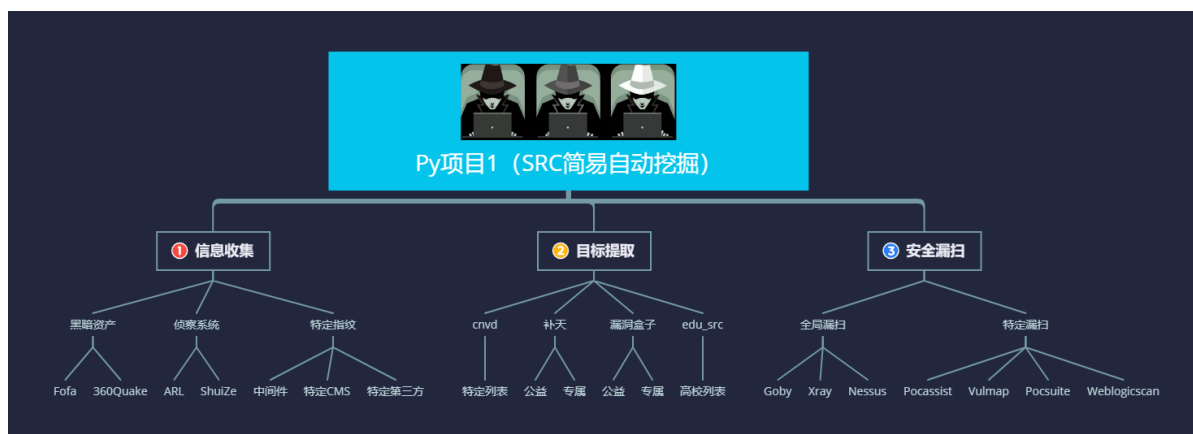 Py项目1（SRC简易自动挖掘）
1 信息收集
2 目标提取
3 安全漏扫
黑暗资产
侦察系统
特定指纹
cnvd
补天
漏洞盒子
edu_src
全局漏扫
特定漏扫
Fofa
360Quake
ARL
ShuiZe
中间件
特定CMS
特定第三方
特定列表
公益
专属
公益
专属
高校列表
Goby
Xray
Nessus
Pocassist
Vulmap
Pocsuite
Weblogicscan